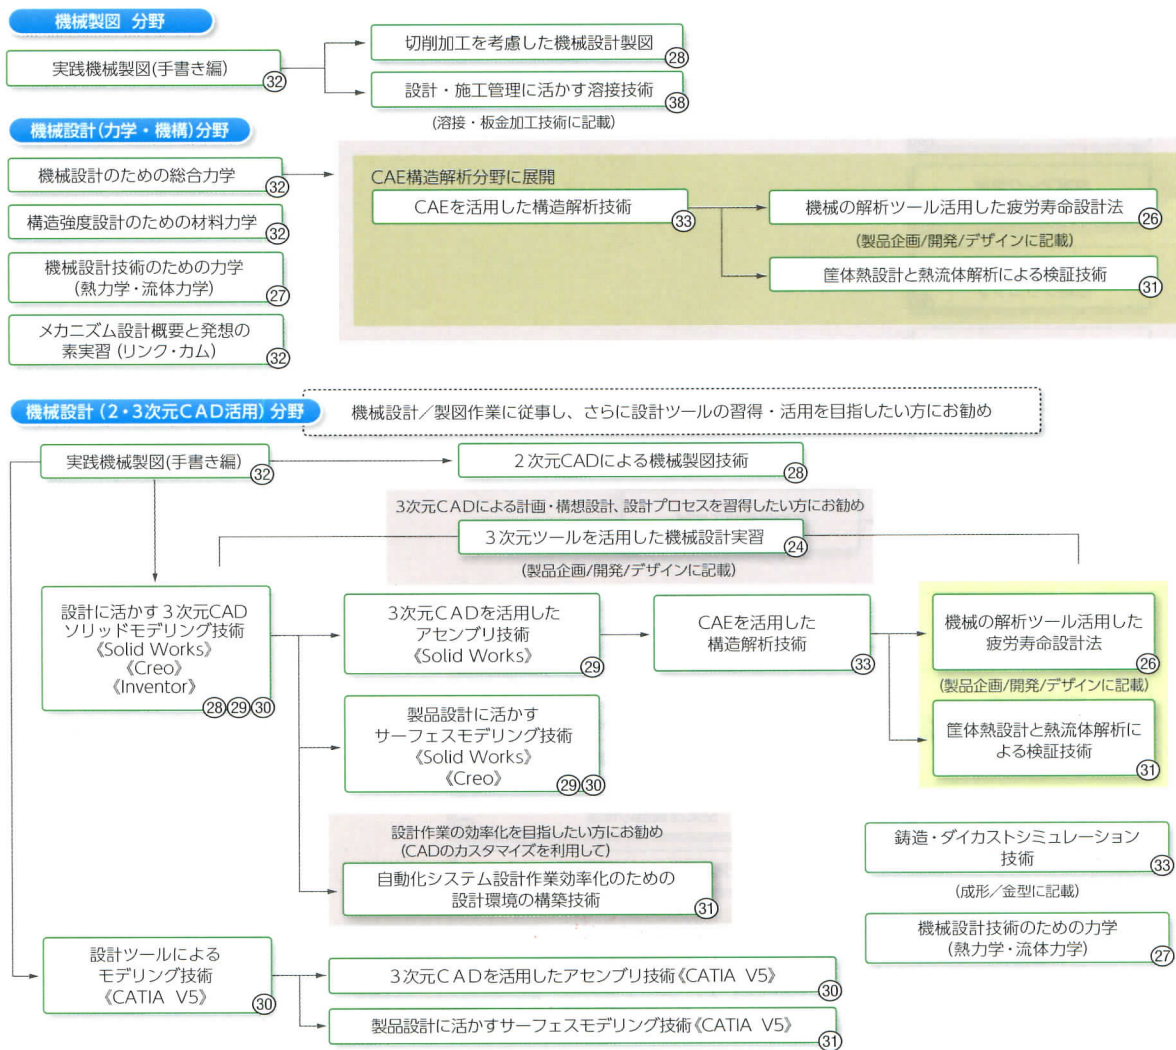 機械製図 分野
実践機械製図(手書き編)
32
切削加工を考慮した機械設計製図
28
設計・施工管理に活かす溶接技術
38
(溶接・板金加工技術に記載)
機械設計(力学・機構)分野
機械設計のための総合力学
32
構造強度設計のための材料力学
32
機械設計技術のための力学
(熱力学・流体力学)
27
メカニズム設計概要と発想の
素実習 (リンク・カム)
32
CAE構造解析分野に展開
CAEを活用した構造解析技術
33
機械の解析ツール活用した疲労寿命設計法
26
(製品企画/開発/デザインに記載)
筐体熱設計と熱流体解析による検証技術
31
機械設計 (2・3次元CAD活用) 分野
機械設計/製図作業に従事し、さらに設計ツールの習得・活用を目指したい方にお勧め
実践機械製図(手書き編)
32
2次元CADによる機械製図技術
28
3次元CADによる計画・構想設計、設計プロセスを習得したい方にお勧め
3次元ツールを活用した機械設計実習
24
(製品企画/開発/デザインに記載)
設計に活かす3次元CAD
ソリッドモデリング技術
《Solid Works》
《Creo》
《Inventor》
28 29 30
3次元CADを活用した
アセンブリ技術
《Solid Works》
29
CAEを活用した
構造解析技術
33
機械の解析ツール活用した
疲労寿命設計法
26
(製品企画/開発/デザインに記載)
筐体熱設計と熱流体解析に
よる検証技術
31
製品設計に活かす
サーフェスモデリング技術
《Solid Works》
《Creo》
29 30
設計作業の効率化を目指したい方にお勧め
(CADのカスタマイズを利用して)
自動化システム設計作業効率化のための
設計環境の構築技術
31
鋳造・ダイカストシミュレーション
技術
33
(成形/金型に記載)
機械設計技術のための力学
(熱力学・流体力学)
27
設計ツールによる
モデリング技術
《CATIA V5》
30
3次元CADを活用したアセンブリ技術《CATIA V5》
30
製品設計に活かすサーフェスモデリング技術《CATIA V5》
31